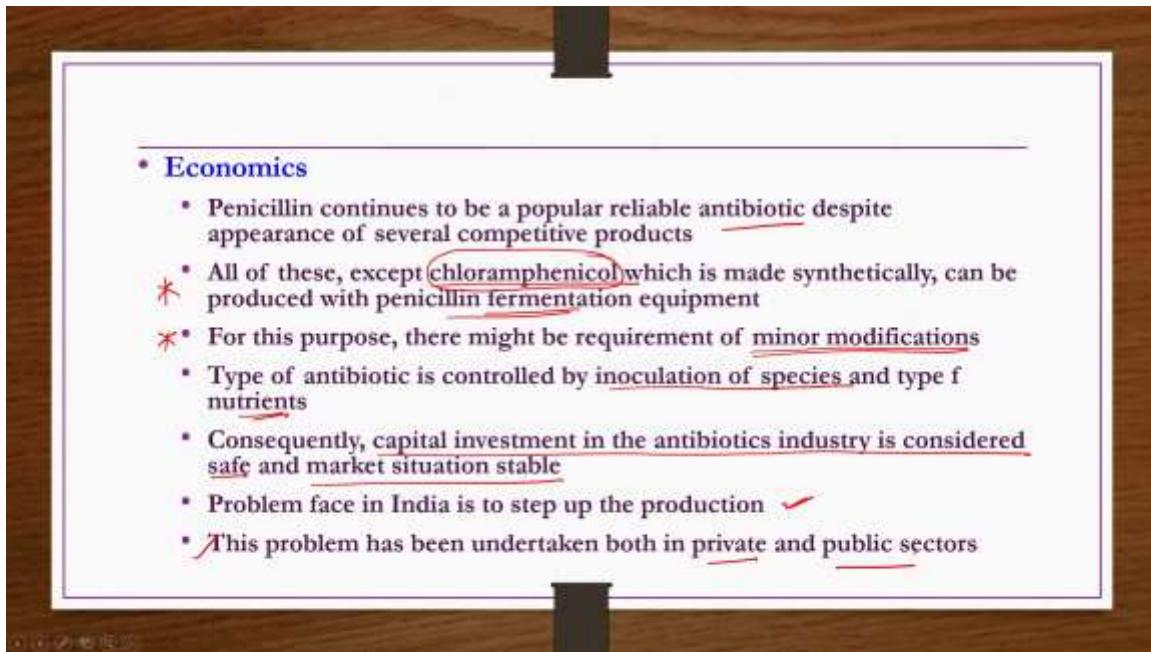 • Economics
• Penicillin continues to be a popular reliable antibiotic despite
appearance of several competitive products
• All of these, except chloramphenicol which is made synthetically, can be
produced with penicillin fermentation equipment
• For this purpose, there might be requirement of minor modifications
• Type of antibiotic is controlled by inoculation of species and type f
nutrients
• Consequently, capital investment in the antibiotics industry is considered
safe and market situation stable
• Problem face in India is to step up the production
• This problem has been undertaken both in private and public sectors